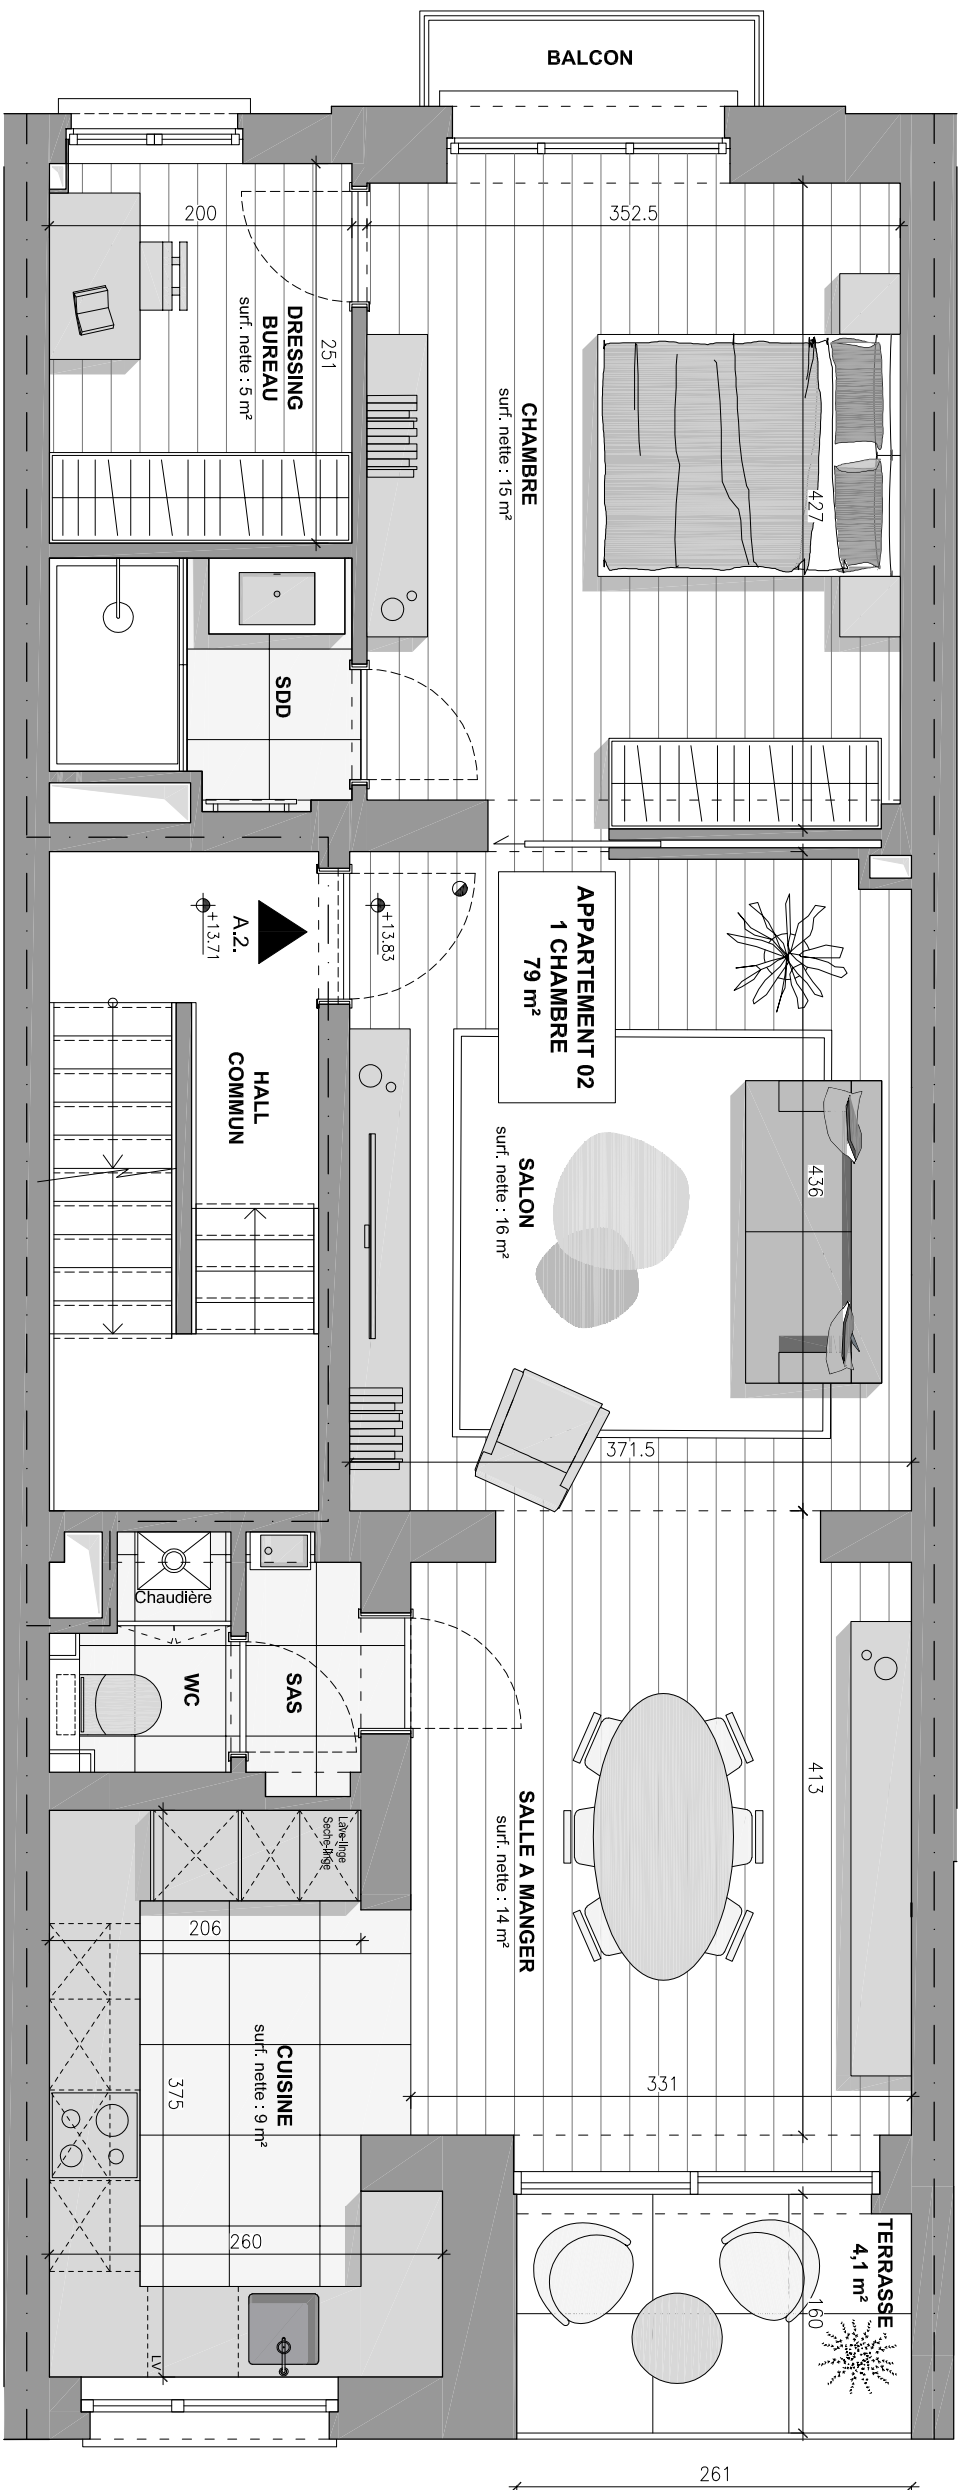 BALCON
200
352.5
DRESSING
BUREAU
surf. nette : 5 m²
251
CHAMBRE
surf. nette : 15 m²
427
SDD
+13.71
A.2.
+13.83
APPARTEMENT 02
1 CHAMBRE
79 m²
HALL
COMMUN
SALON
surf. nette : 16 m²
436
371.5
Chaudière
WC
SAS
SALLE A MANGER
surf. nette : 14 m²
413
Lave-linge
Seche-linge
206
CUISINE
surf. nette : 9 m²
375
331
260
TERRASSE
4,1 m²
160
LV
261